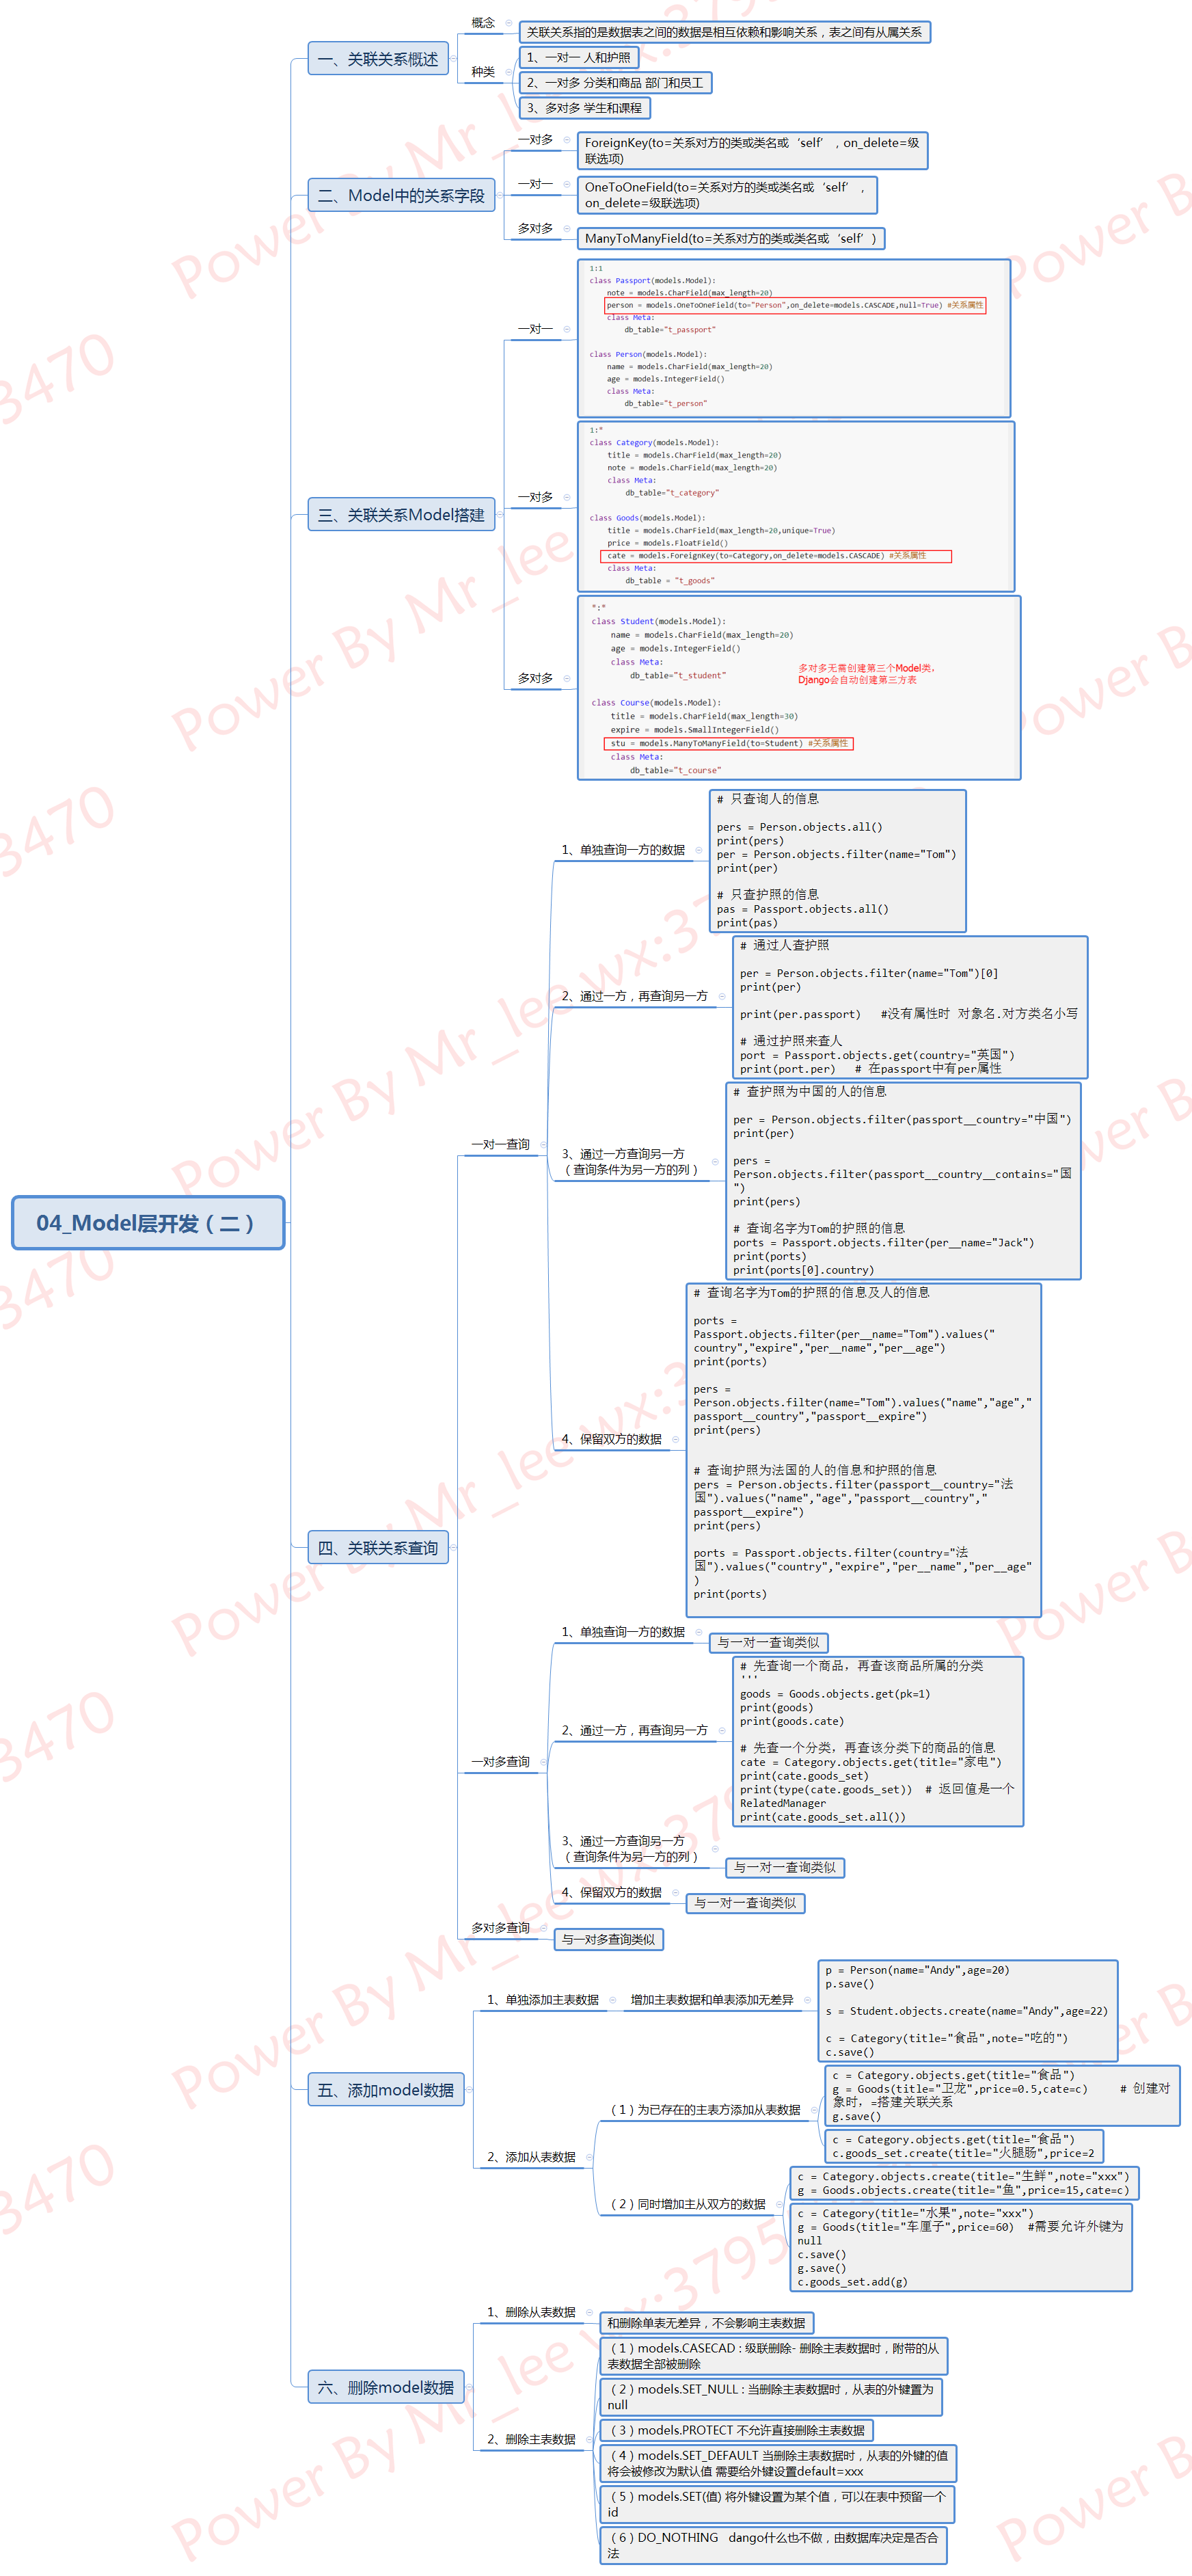 04_Model层开发（二）
一、关联关系概述
概念
关联关系指的是数据表之间的数据是相互依赖和影响关系，表之间有从属关系
种类
1、一对一 人和护照
2、一对多 分类和商品 部门和员工
3、多对多 学生和课程
二、Model中的关系字段
一对多
ForeignKey(to=关系对方的类或类名或‘self’，on_delete=级
联选项)
一对一
OneToOneField(to=关系对方的类或类名或‘self’，
on_delete=级联选项)
多对多
ManyToManyField(to=关系对方的类或类名或‘self’)
三、关联关系Model搭建
一对一
1:1
class Passport(models.Model):
note = models.CharField(max_length=20)
person = models.OneToOneField(to="Person",on_delete=models.CASCADE,null=True) #关系属性
class Meta:
db_table="t_passport"
class Person(models.Model):
name = models.CharField(max_length=20)
age = models.IntegerField()
class Meta:
db_table="t_person"
一对多
1:*
class Category(models.Model):
title = models.CharField(max_length=20)
note = models.CharField(max_length=20)
class Meta:
db_table="t_category"
class Goods(models.Model):
title = models.CharField(max_length=20,unique=True)
price = models.FloatField()
cate = models.ForeignKey(to=Category,on_delete=models.CASCADE) #关系属性
class Meta:
db_table = "t_goods"
多对多
*:*
class Student(models.Model):
name = models.CharField(max_length=20)
age = models.IntegerField()
class Meta:
db_table="t_student"
多对多无需创建第三个Model类，
Django会自动创建第三方表
class Course(models.Model):
title = models.CharField(max_length=30)
expire = models.SmallIntegerField()
stu = models.ManyToManyField(to=Student) #关系属性
class Meta:
db_table="t_course"
四、关联关系查询
一对一查询
1、单独查询一方的数据
# 只查询人的信息
pers = Person.objects.all()
print(pers)
per = Person.objects.filter(name="Tom")
print(per)
# 只查护照的信息
pas = Passport.objects.all()
print(pas)
2、通过一方，再查询另一方
# 通过人查护照
per = Person.objects.filter(name="Tom")[0]
print(per)
print(per.passport)   #没有属性时 对象名.对方类名小写
# 通过护照来查人
port = Passport.objects.get(country="英国")
print(port.per)   # 在passport中有per属性
3、通过一方查询另一方
（查询条件为另一方的列）
# 查护照为中国的人的信息
per = Person.objects.filter(passport__country="中国")
print(per)
pers =
Person.objects.filter(passport__country__contains="国
")
print(pers)
# 查询名字为Tom的护照的信息
ports = Passport.objects.filter(per__name="Jack")
print(ports)
print(ports[0].country)
4、保留双方的数据
# 查询名字为Tom的护照的信息及人的信息
ports =
Passport.objects.filter(per__name="Tom").values("
country","expire","per__name","per__age")
print(ports)
pers =
Person.objects.filter(name="Tom").values("name","age","
passport__country","passport__expire")
print(pers)
# 查询护照为法国的人的信息和护照的信息
pers = Person.objects.filter(passport__country="法
国").values("name","age","passport__country","
passport__expire")
print(pers)
ports = Passport.objects.filter(country="法
国").values("country","expire","per__name","per__age"
)
print(ports)
一对多查询
1、单独查询一方的数据
与一对一查询类似
2、通过一方，再查询另一方
# 先查询一个商品，再查该商品所属的分类
'''
goods = Goods.objects.get(pk=1)
print(goods)
print(goods.cate)
# 先查一个分类，再查该分类下的商品的信息
cate = Category.objects.get(title="家电")
print(cate.goods_set)
print(type(cate.goods_set))  # 返回值是一个
RelatedManager
print(cate.goods_set.all())
3、通过一方查询另一方
（查询条件为另一方的列）
与一对一查询类似
4、保留双方的数据
与一对一查询类似
多对多查询
与一对多查询类似
五、添加model数据
1、单独添加主表数据
增加主表数据和单表添加无差异
p = Person(name="Andy",age=20)
p.save()
s = Student.objects.create(name="Andy",age=22)
c = Category(title="食品",note="吃的")
c.save()
2、添加从表数据
（1）为已存在的主表方添加从表数据
c = Category.objects.get(title="食品")
g = Goods(title="卫龙",price=0.5,cate=c)     # 创建对
象时，=搭建关联关系
g.save()
c = Category.objects.get(title="食品")
c.goods_set.create(title="火腿肠",price=2
（2）同时增加主从双方的数据
c = Category.objects.create(title="生鲜",note="xxx")
g = Goods.objects.create(title="鱼",price=15,cate=c)
c = Category(title="水果",note="xxx")
g = Goods(title="车厘子",price=60)  #需要允许外键为
null
c.save()
g.save()
c.goods_set.add(g)
六、删除model数据
1、删除从表数据
和删除单表无差异，不会影响主表数据
2、删除主表数据
（1）models.CASECAD : 级联删除- 删除主表数据时，附带的从
表数据全部被删除
（2）models.SET_NULL : 当删除主表数据时，从表的外键置为
null
（3）models.PROTECT 不允许直接删除主表数据
（4）models.SET_DEFAULT 当删除主表数据时，从表的外键的值
将会被修改为默认值 需要给外键设置default=xxx
（5）models.SET(值) 将外键设置为某个值，可以在表中预留一个
id
（6）DO_NOTHING   dango什么也不做，由数据库决定是否合
法